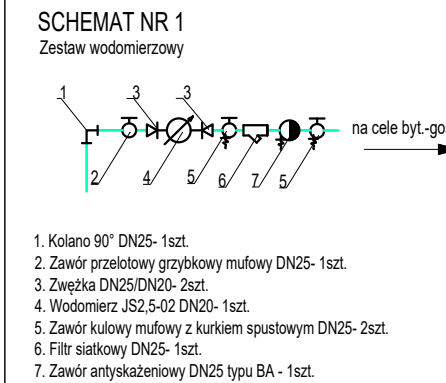 SCHEMAT NR 1
Zestaw wodomierzowy
1 3 3
na cele byt.-gos
2 4 5 6 7 5
1. Kolano 90° DN25- 1szt.
2. Zawór przelotowy grzybkowy mufowy DN25- 1szt.
3. Zwężka DN25/DN20- 2szt.
4. Wodomierz JS2,5-02 DN20- 1szt.
5. Zawór kulowy mufowy z kurkiem spustowym DN25- 2szt.
6. Filtr siatkowy DN25- 1szt.
7. Zawór antyskażeniowy DN25 typu BA - 1szt.